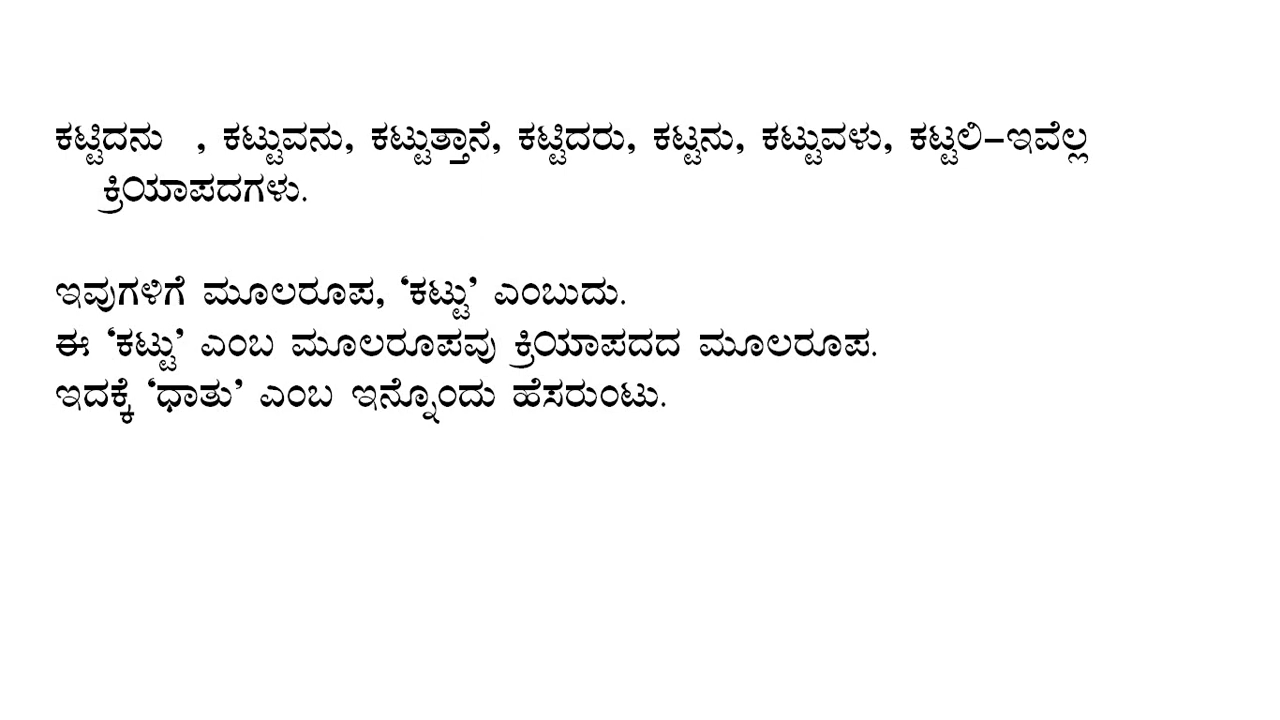 ಕಟ್ಟಿದನು , ಕಟ್ಟುವನು, ಕಟ್ಟುತ್ತಾನೆ, ಕಟ್ಟಿದರು, ಕಟ್ಟನು, ಕಟ್ಟುವಳು, ಕಟ್ಟಲಿ–ಇವೆಲ್ಲ
ಕ್ರಿಯಾಪದಗಳು.
ಇವುಗಳಿಗೆ ಮೂಲರೂಪ, ‘ಕಟ್ಟು’ ಎಂಬುದು.
ಈ ‘ಕಟ್ಟು’ ಎಂಬ ಮೂಲರೂಪವು ಕ್ರಿಯಾಪದದ ಮೂಲರೂಪ.
ಇದಕ್ಕೆ ‘ಧಾತು’ ಎಂಬ ಇನ್ನೊಂದು ಹೆಸರುಂಟು.